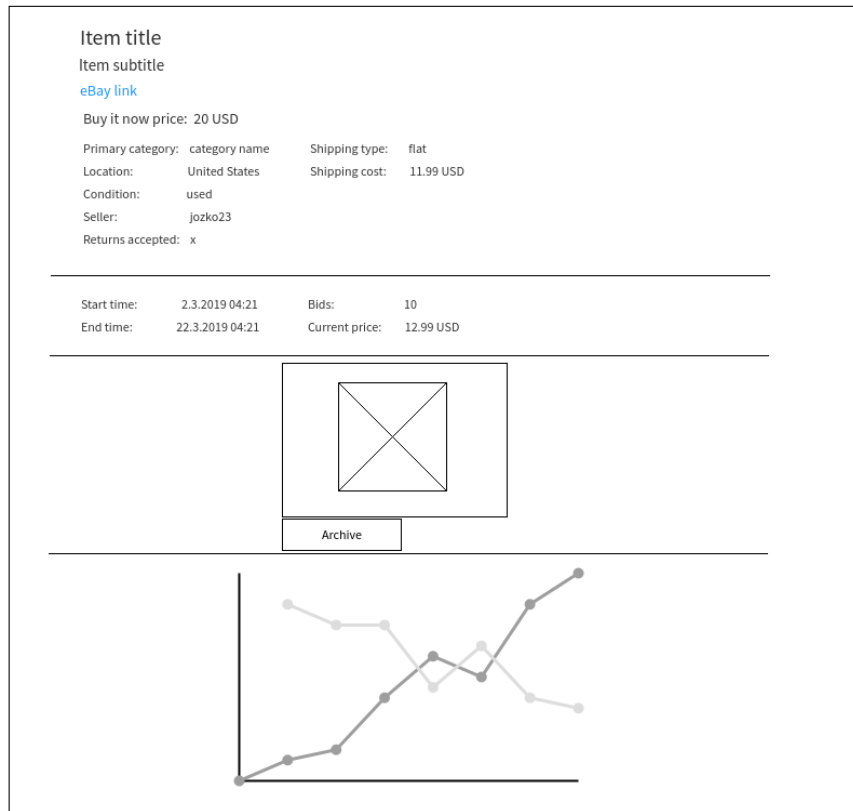 Item title
Item subtitle
eBay link
Buy it now price: 20 USD
Primary category: category name Shipping type: flat
Location: United States Shipping cost: 11.99 USD
Condition: used
Seller: jozko23
Returns accepted: x
Start time: 2.3.2019 04:21 Bids: 10
End time: 22.3.2019 04:21 Current price: 12.99 USD
Archive